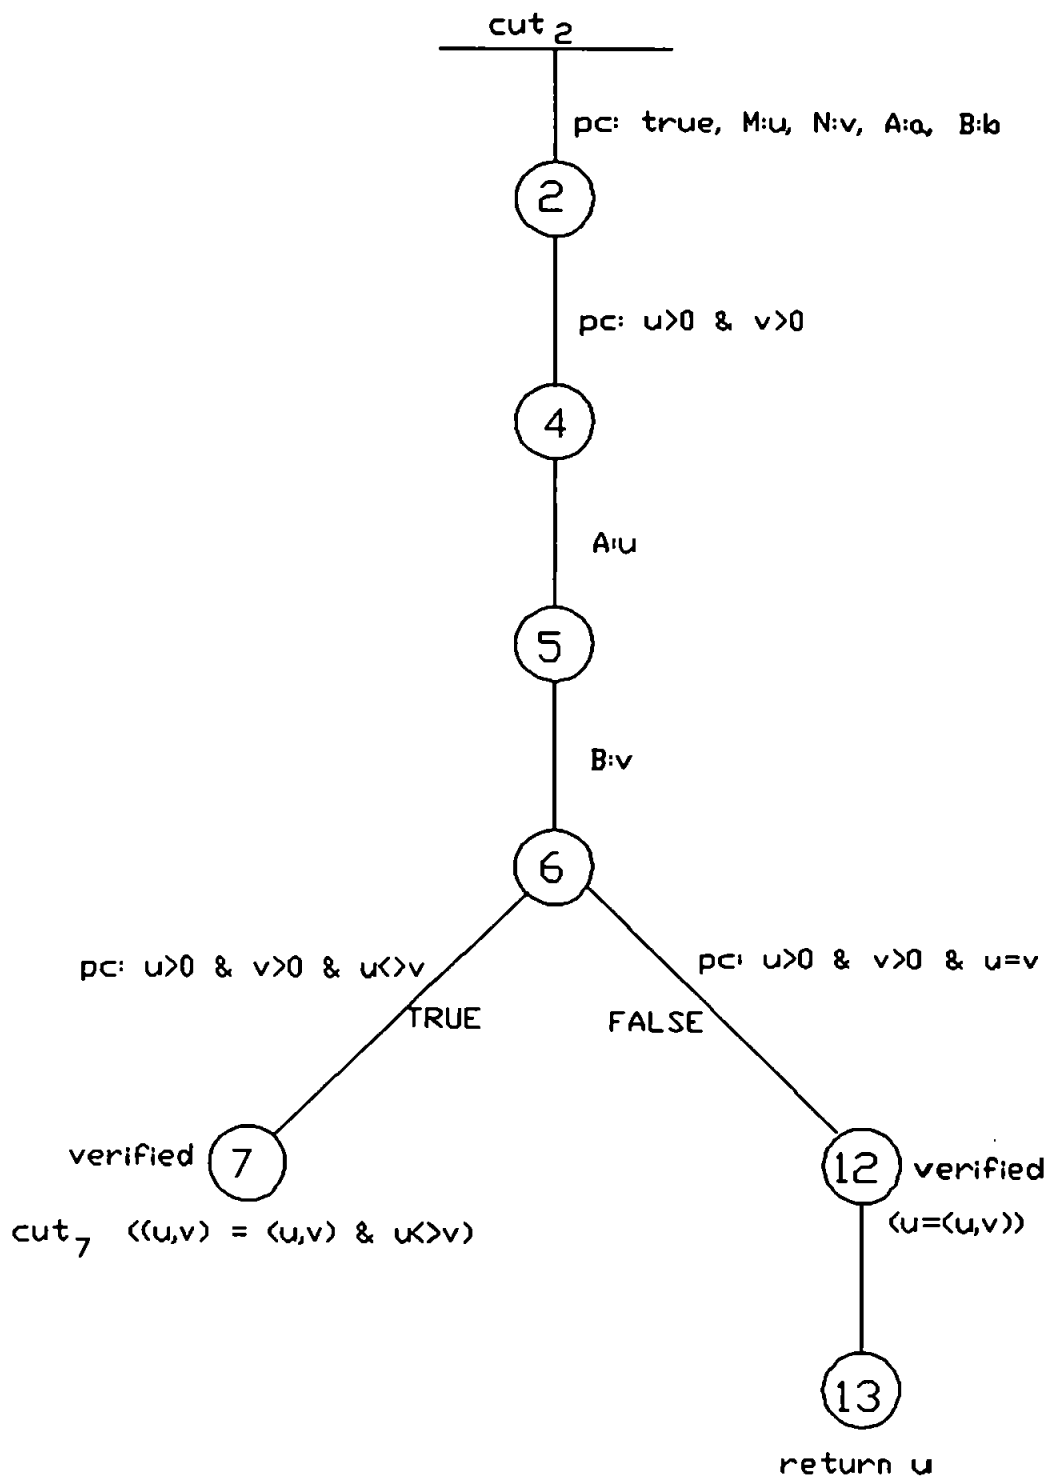 cut 2
pc: true, M:u, N:v, A:a, B:b
2
pc: u>0 & v>0
4
A:u
5
B:v
6
pc: u>0 & v>0 & u<>v
pc: u>0 & v>0 & u=v
TRUE
FALSE
verified 7
12 verified
cut 7 ((u,v) = (u,v) & u<>v)
(u=(u,v))
13
return u